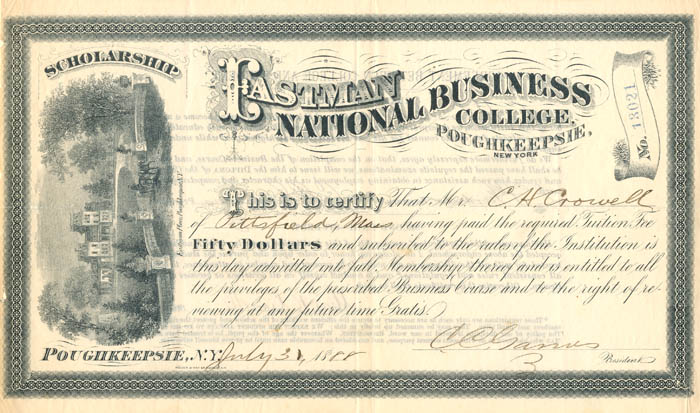 SCHOLARSHIP
EASTMAN
NATIONAL BUSINESS
COLLEGE,
POUGHKEEPSIE,
NEW YORK
No. 13021
This is to certify That Mr. C. H. Crowell
of Pittsfield, Mass, having paid the required Tuition Fee
Fifty Dollars and subscribed to the rules of the Institution is
this day admitted into full Membership thereof and is entitled to all
the privileges of the prescribed Business Course and to the right of re-
viewing at any future time Gratis.
President
POUGHKEEPSIE, N.Y. July 31, 1888